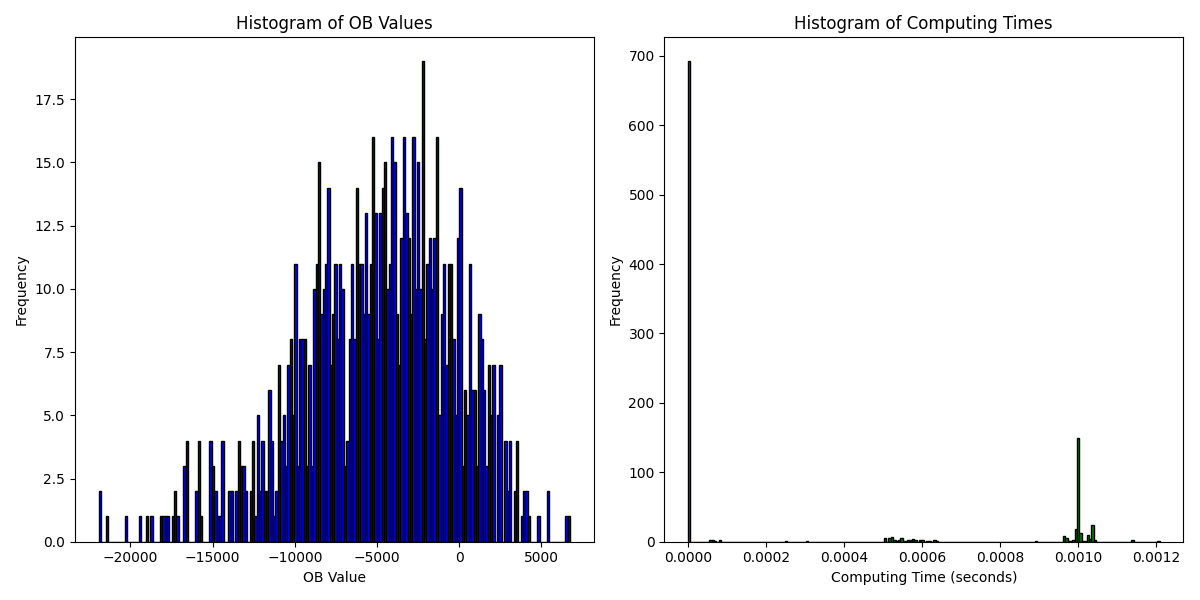 Histogram of OB Values
Frequency
17.5
15.0
12.5
10.0
7.5
5.0
2.5
0.0
−20000 −15000 −10000 −5000 0 5000
OB Value
Histogram of Computing Times
Frequency
700
600
500
400
300
200
100
0
0.0000 0.0002 0.0004 0.0006 0.0008 0.0010 0.0012
Computing Time (seconds)